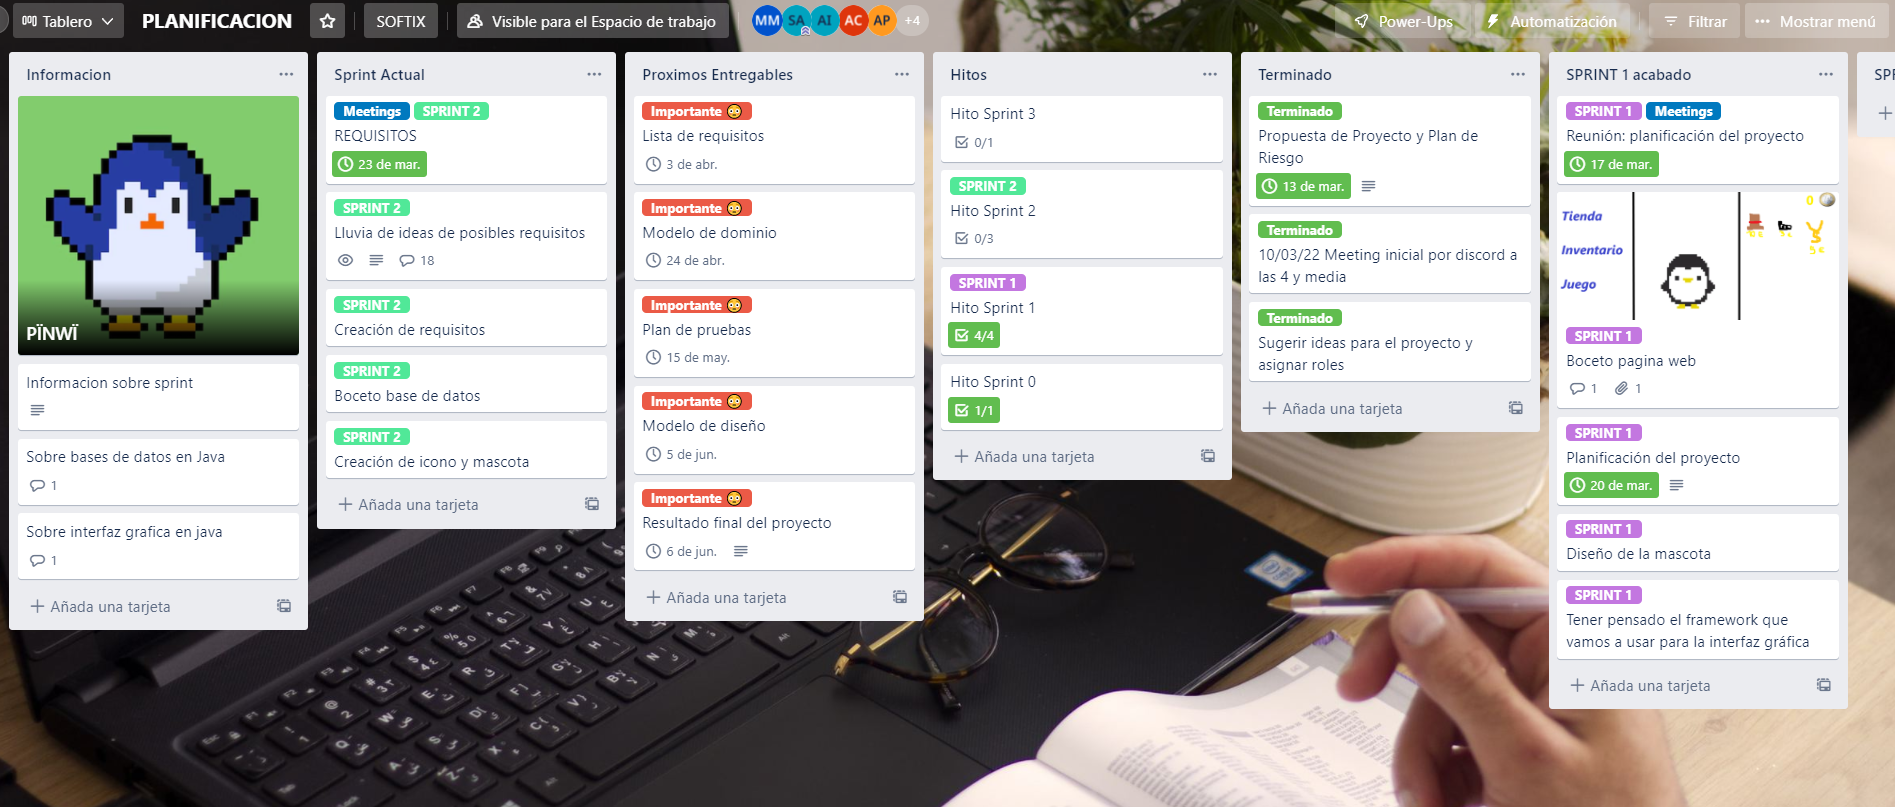 Tablero
PLANIFICACION
SOFTIX
Visible para el Espacio de trabajo
MM
SA
AI
AC
AP
+4
Power-Ups
Automatización
Filtrar
Mostrar menú
Informacion
PÏNWÏ
Informacion sobre sprint
Sobre bases de datos en Java
1
Sobre interfaz grafica en java
1
Añada una tarjeta
Sprint Actual
Meetings SPRINT 2
REQUISITOS
23 de mar.
SPRINT 2
Lluvia de ideas de posibles requisitos
18
SPRINT 2
Creación de requisitos
SPRINT 2
Boceto base de datos
SPRINT 2
Creación de icono y mascota
Añada una tarjeta
Proximos Entregables
Importante 😳
Lista de requisitos
3 de abr.
Importante 😳
Modelo de dominio
24 de abr.
Importante 😳
Plan de pruebas
15 de may.
Importante 😳
Modelo de diseño
5 de jun.
Importante 😳
Resultado final del proyecto
6 de jun.
Añada una tarjeta
Hitos
Hito Sprint 3
0/1
SPRINT 2
Hito Sprint 2
0/3
SPRINT 1
Hito Sprint 1
4/4
Hito Sprint 0
1/1
Añada una tarjeta
Terminado
Terminado
Propuesta de Proyecto y Plan de
Riesgo
13 de mar.
Terminado
10/03/22 Meeting inicial por discord a
las 4 y media
Terminado
Sugerir ideas para el proyecto y
asignar roles
Añada una tarjeta
SPRINT 1 acabado
SPRINT 1 Meetings
Reunión: planificación del proyecto
17 de mar.
Tienda
Inventario
Juego
0
SPRINT 1
Boceto pagina web
1 1
SPRINT 1
Planificación del proyecto
20 de mar.
SPRINT 1
Diseño de la mascota
SPRINT 1
Tener pensado el framework que
vamos a usar para la interfaz gráfica
Añada una tarjeta